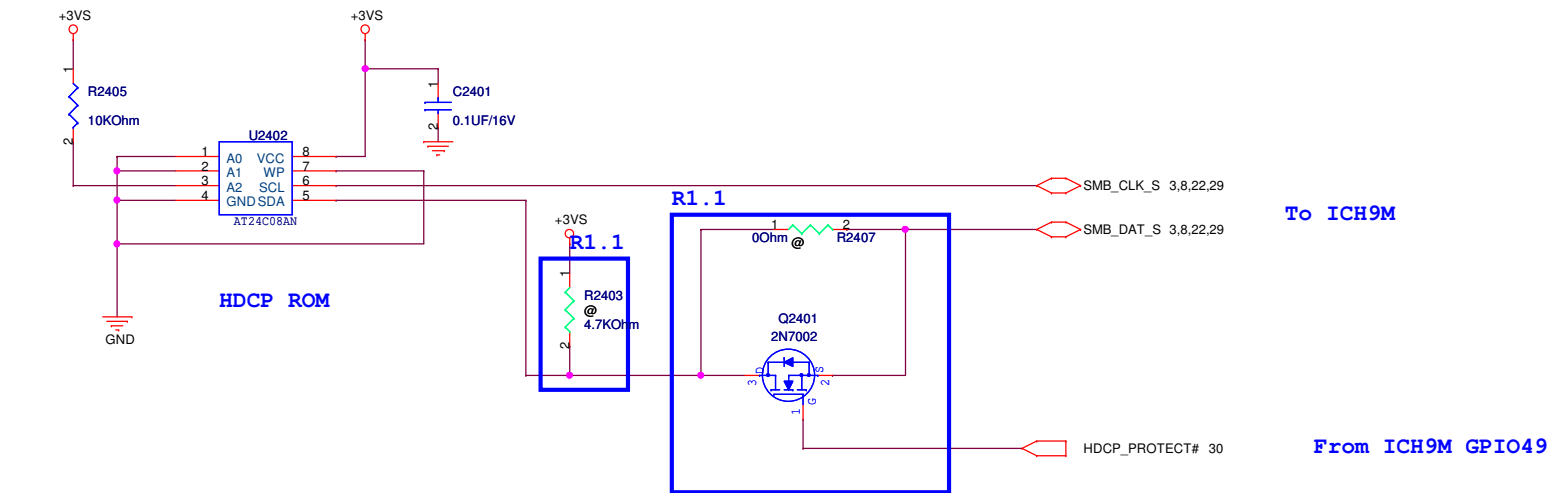 +3VS
+3VS
1
R2405
10KOhm
2
1
C2401
0.1UF/16V
2
U2402
1 A0 VCC 8
2 A1 WP 7
3 A2 SCL 6
4 GND SDA 5
AT24C08AN
SMB_CLK_S 3,8,22,29
R1.1
To ICH9M
+3VS
1 2
0Ohm @ R2407
SMB_DAT_S 3,8,22,29
R1.1
1
R2403
@
4.7KOhm
2
HDCP ROM
GND
Q2401
2N7002
3 D S 2
G
1
HDCP_PROTECT# 30
From ICH9M GPIO49